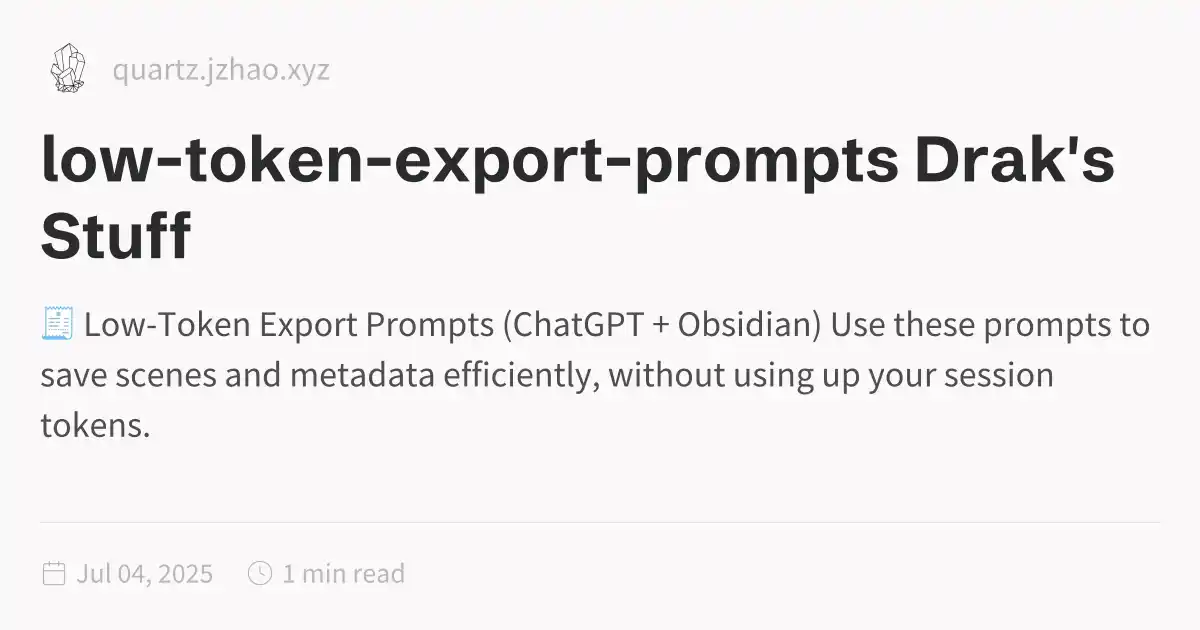 quartz.jzhao.xyz
low-token-export-prompts Drak's
Stuff
🧾 Low-Token Export Prompts (ChatGPT + Obsidian) Use these prompts to
save scenes and metadata efficiently, without using up your session
tokens.
Jul 04, 2025 1 min read